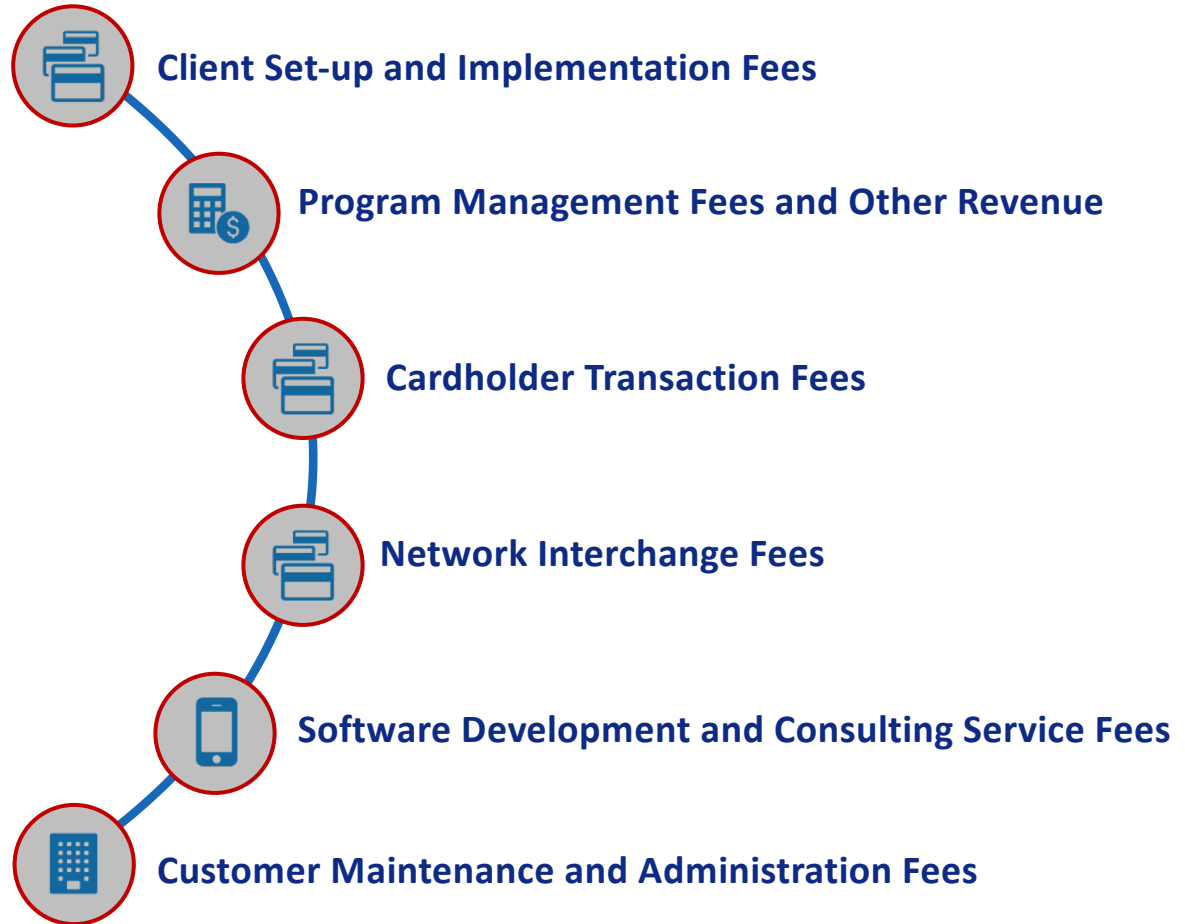 Client Set-up and Implementation Fees
$
Program Management Fees and Other Revenue
Cardholder Transaction Fees
Network Interchange Fees
Software Development and Consulting Service Fees
Customer Maintenance and Administration Fees